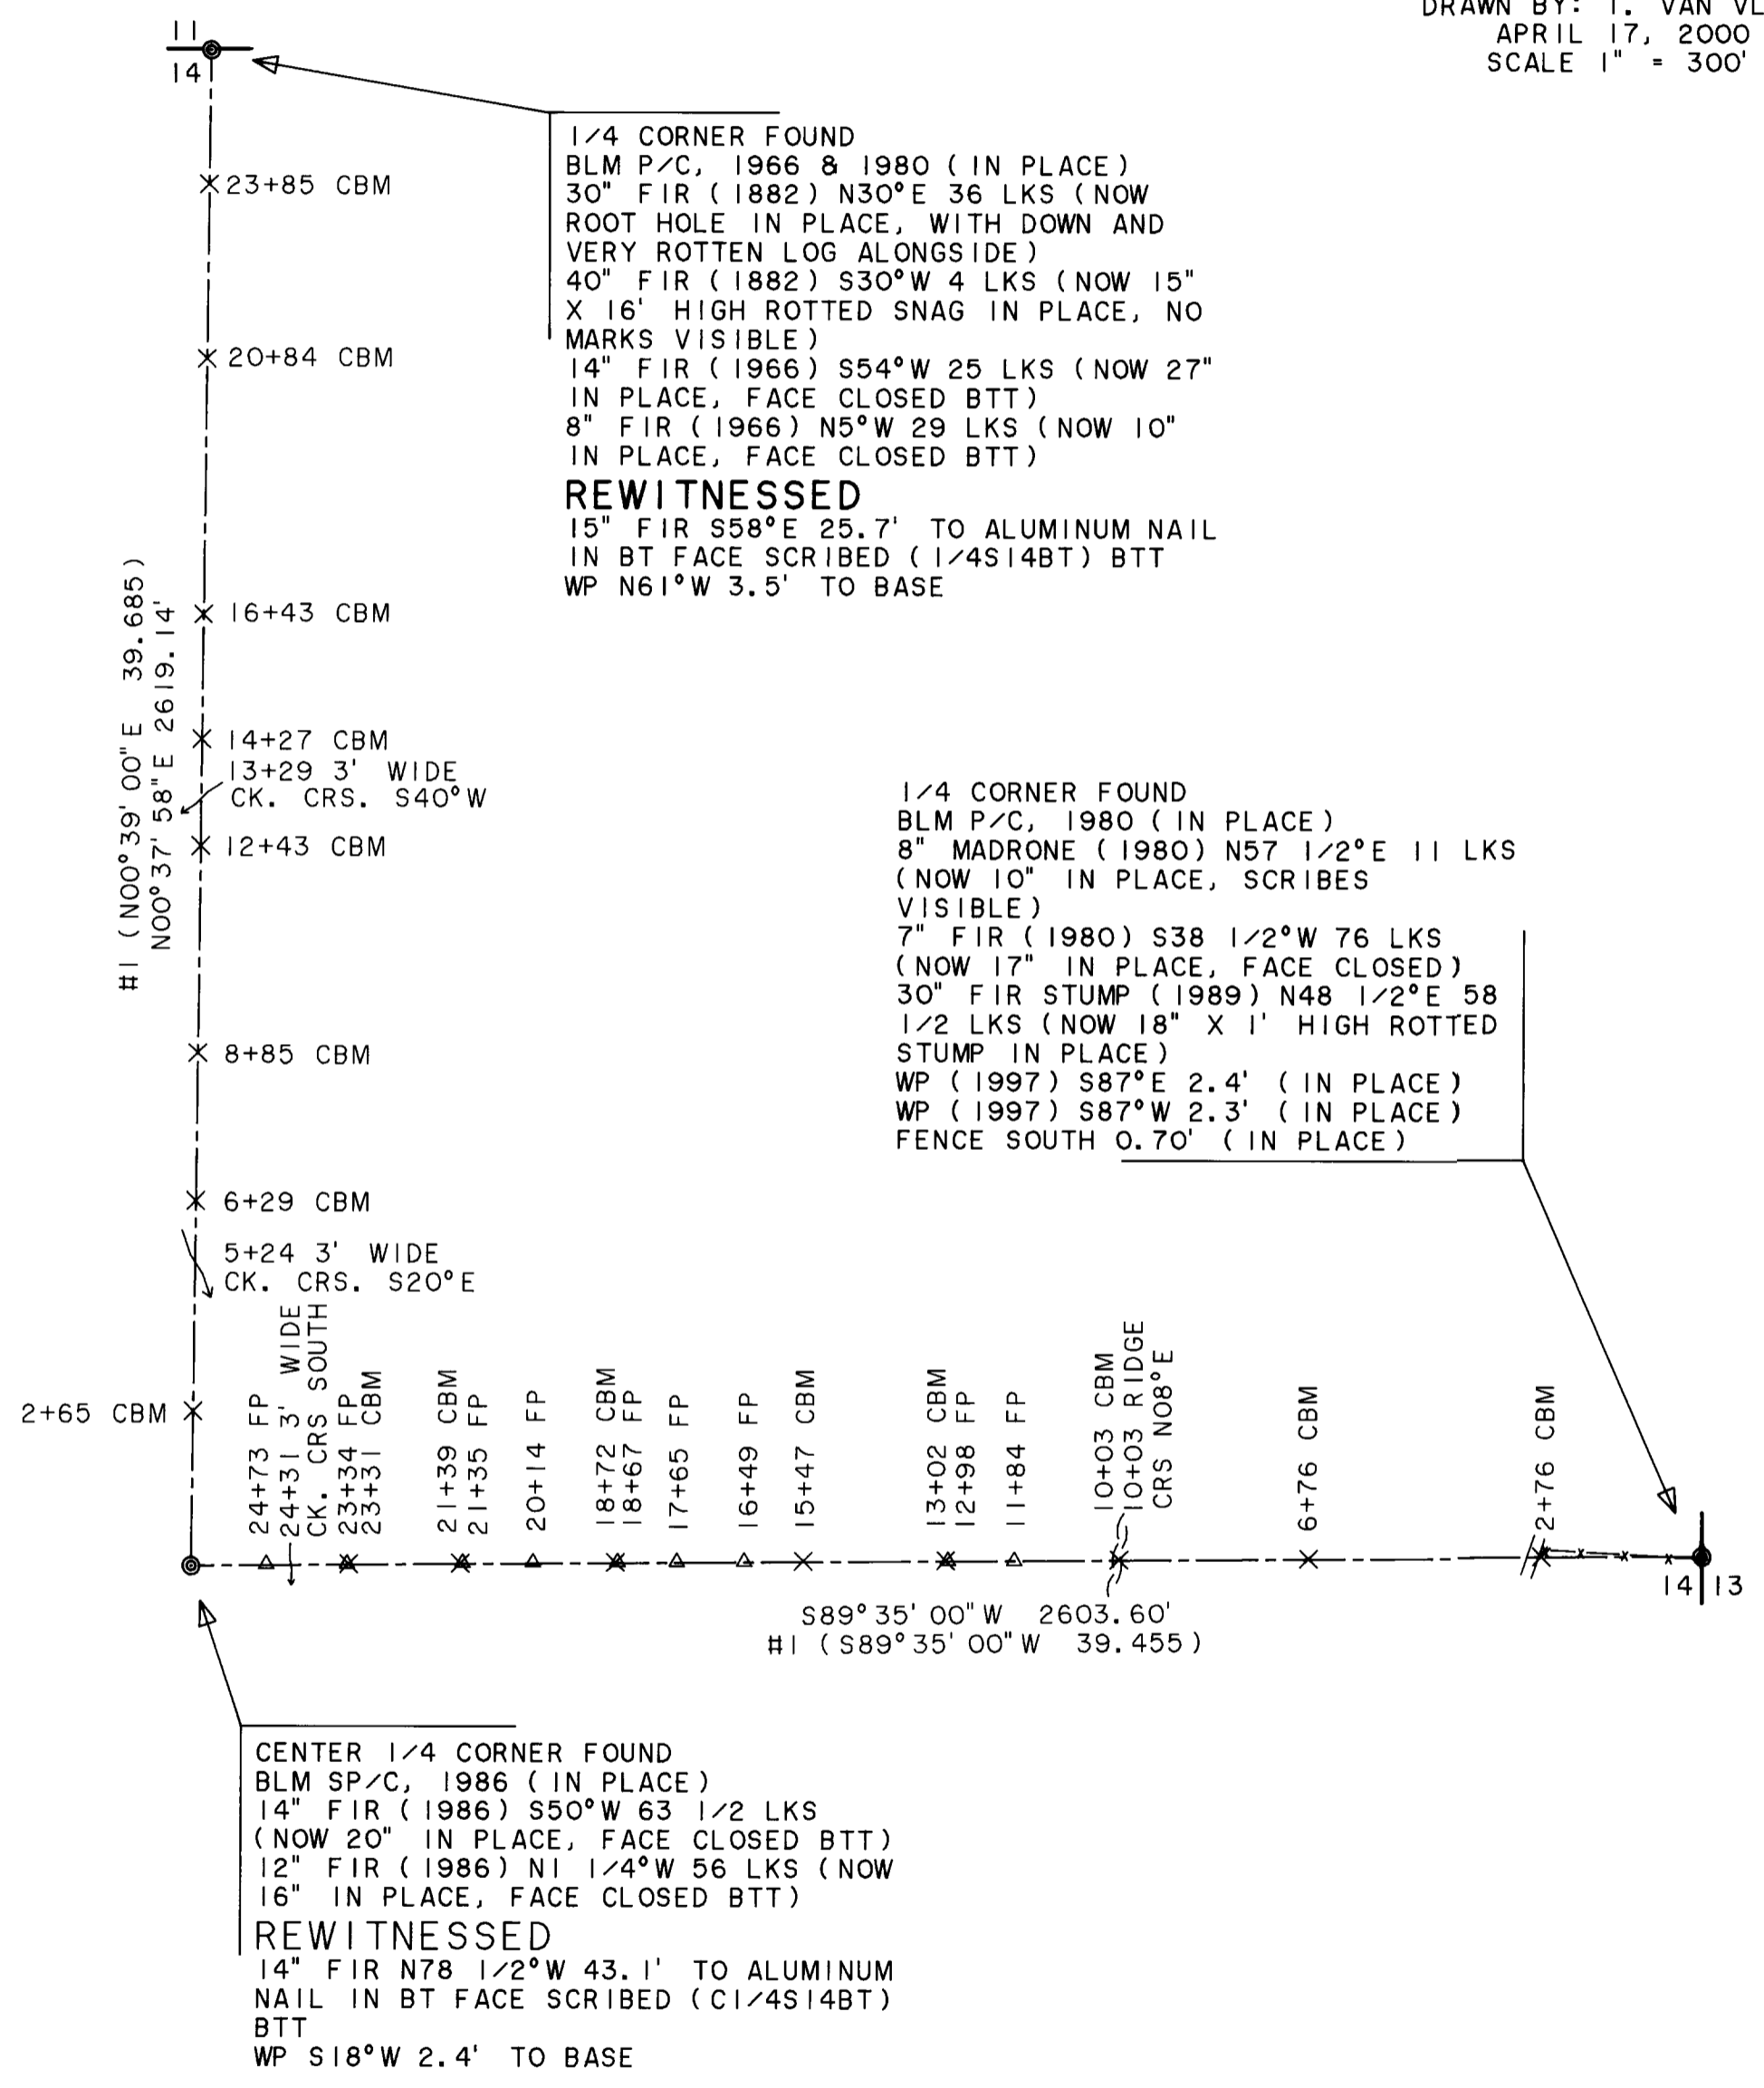 DRAWN BY: T. VAN VL
APRIL 17, 2000
SCALE 1" = 300'
11
14
1/4 CORNER FOUND
BLM P/C, 1966 & 1980 (IN PLACE)
30" FIR (1882) N30°E 36 LKS (NOW
ROOT HOLE IN PLACE, WITH DOWN AND
VERY ROTTEN LOG ALONGSIDE)
40" FIR (1882) S30°W 4 LKS (NOW 15"
X 16' HIGH ROTTED SNAG IN PLACE, NO
MARKS VISIBLE)
14" FIR (1966) S54°W 25 LKS (NOW 27"
IN PLACE, FACE CLOSED BTT)
8" FIR (1966) N5°W 29 LKS (NOW 10"
IN PLACE, FACE CLOSED BTT)
REWITNESSED
15" FIR S58°E 25.7' TO ALUMINUM NAIL
IN BT FACE SCRIBED (1/4S14BT) BTT
WP N61°W 3.5' TO BASE
23+85 CBM
20+84 CBM
16+43 CBM
14+27 CBM
13+29 3' WIDE
CK. CRS. S40°W
12+43 CBM
8+85 CBM
6+29 CBM
5+24 3' WIDE
CK. CRS. S20°E
2+65 CBM
#1 (N00°39'00"E 39.685)
N00°37'58"E 2619.14'
1/4 CORNER FOUND
BLM P/C, 1980 (IN PLACE)
8" MADRONE (1980) N57 1/2°E 11 LKS
(NOW 10" IN PLACE, SCRIBES
VISIBLE)
7" FIR (1980) S38 1/2°W 76 LKS
(NOW 17" IN PLACE, FACE CLOSED)
30" FIR STUMP (1989) N48 1/2°E 58
1/2 LKS (NOW 18" X 1' HIGH ROTTED
STUMP IN PLACE)
WP (1997) S87°E 2.4' (IN PLACE)
WP (1997) S87°W 2.3' (IN PLACE)
FENCE SOUTH 0.70' (IN PLACE)
24+73 FP
24+31 3' WIDE
CK. CRS SOUTH
23+34 FP
23+31 CBM
21+39 CBM
21+35 FP
20+14 FP
18+72 CBM
18+67 FP
17+65 FP
16+49 FP
15+47 CBM
13+02 CBM
12+98 FP
11+84 FP
10+03 CBM
10+03 RIDGE
CRS N08°E
6+76 CBM
2+76 CBM
14 13
S89°35'00"W 2603.60'
#1 (S89°35'00"W 39.455)
CENTER 1/4 CORNER FOUND
BLM SP/C, 1986 (IN PLACE)
14" FIR (1986) S50°W 63 1/2 LKS
(NOW 20" IN PLACE, FACE CLOSED BTT)
12" FIR (1986) N1 1/4°W 56 LKS (NOW
16" IN PLACE, FACE CLOSED BTT)
REWITNESSED
14" FIR N78 1/2°W 43.1' TO ALUMINUM
NAIL IN BT FACE SCRIBED (C1/4S14BT)
BTT
WP S18°W 2.4' TO BASE